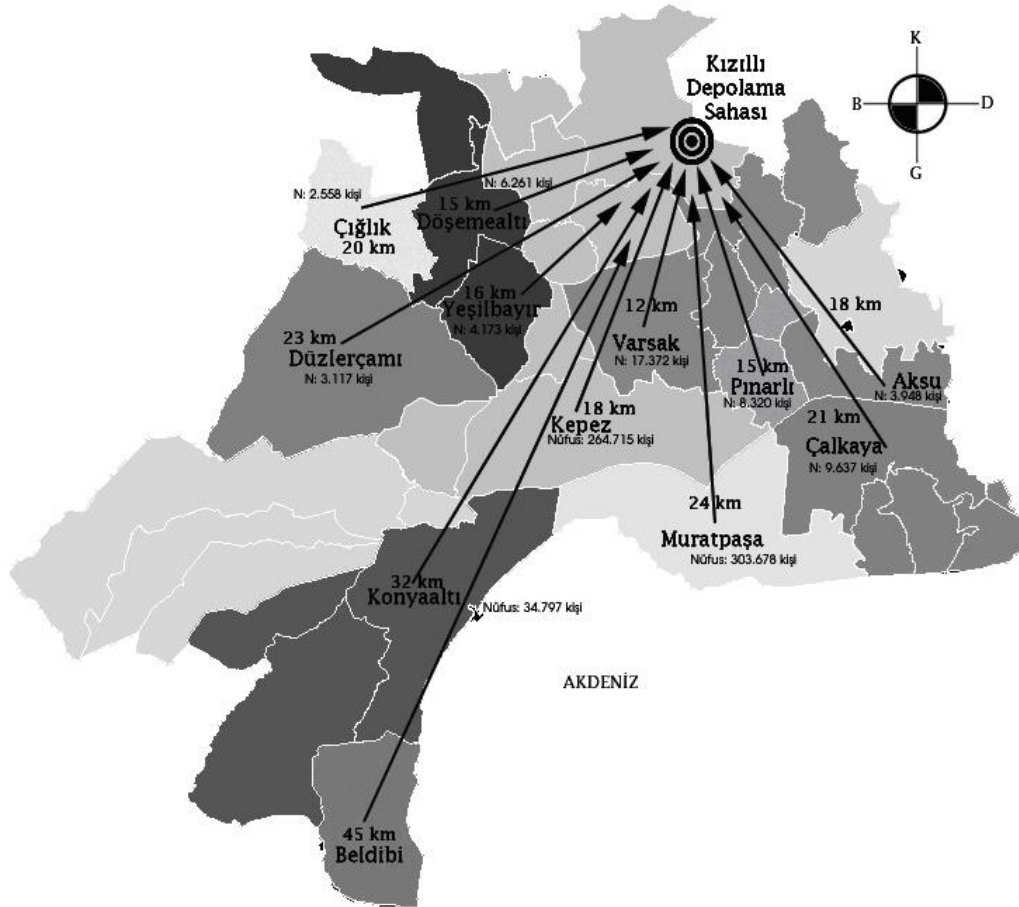 K
Kızıllı
Depolama
Sahası
B
D
G
N: 2.558 kişi
N: 6.261 kişi
15 km
Döşemealtı
Çığlık
20 km
16 km
Yeşilbayır
N: 4.173 kişi
12 km
18 km
23 km
Düzlerçamı
N: 3.117 kişi
Varsak
N: 17.372 kişi
15 km
Pınarlı
N: 8.320 kişi
Aksu
N: 3.948 kişi
18 km
Kepez
Nüfus: 264.715 kişi
21 km
Çalkaya
N: 9.637 kişi
24 km
Muratpaşa
Nüfus: 303.678 kişi
32 km
Konyaaltı
Nüfus: 34.797 kişi
AKDENİZ
45 km
Beldibi